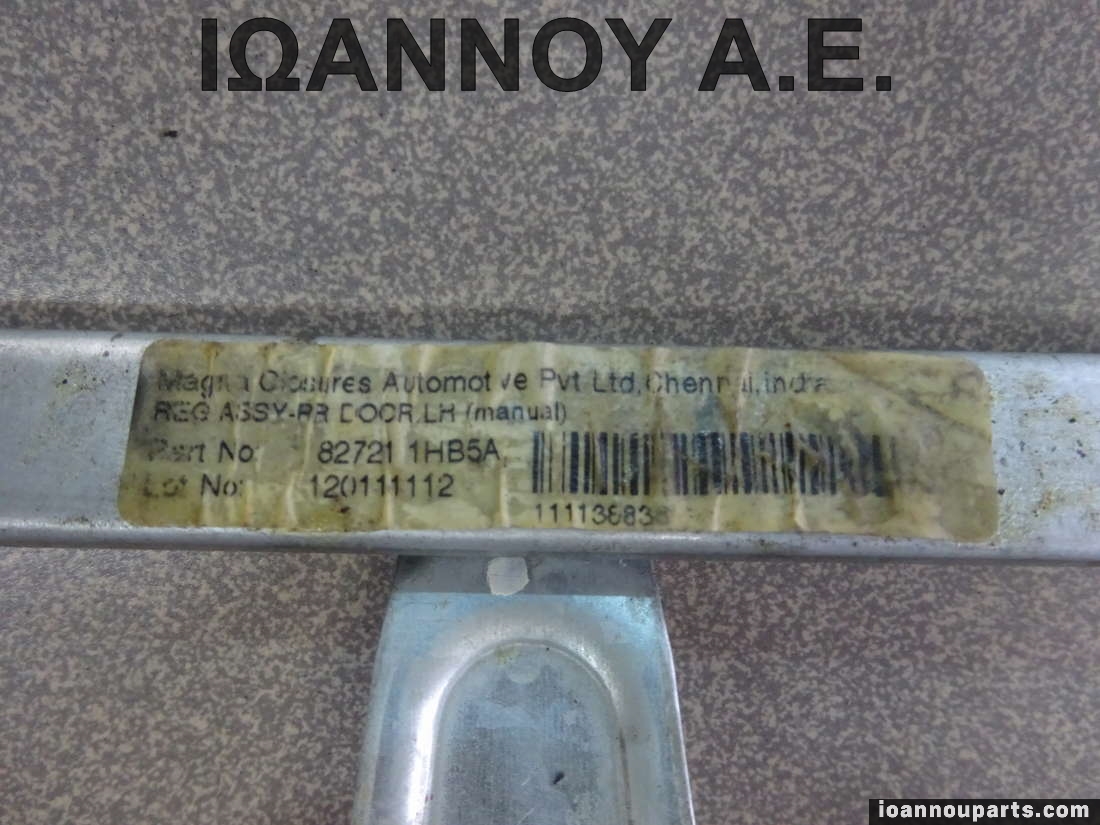 ΙΩΑΝΝΟΥ Α.Ε.
Magna Closures Automotive Pvt Ltd, Chennai, India
REG ASSY-RR DOOR,LH (manual)
Part No: 82721 1HB5A
Lot No: 120111112
ioannouparts.com